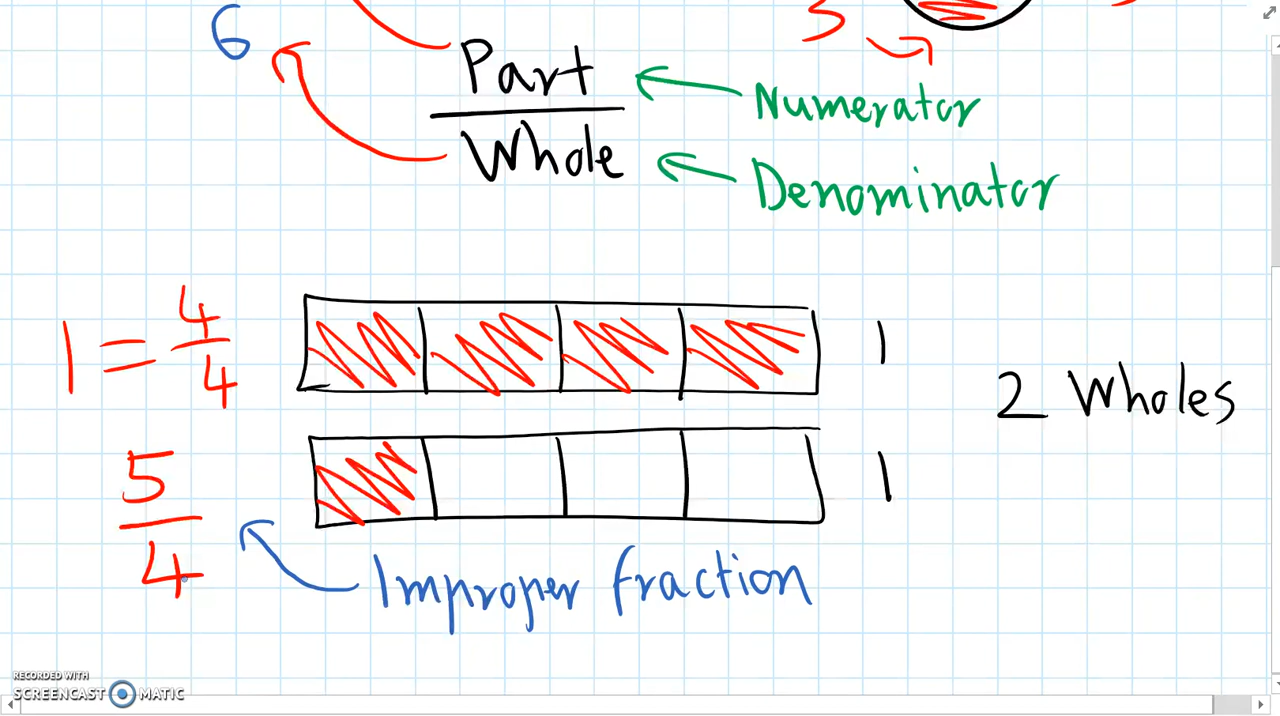 6
3
Part
Numerator
Whole
Denominator
1 = 4/4
1
2 Wholes
5/4
1
Improper fraction
RECORDED WITH
SCREENCAST MATIC